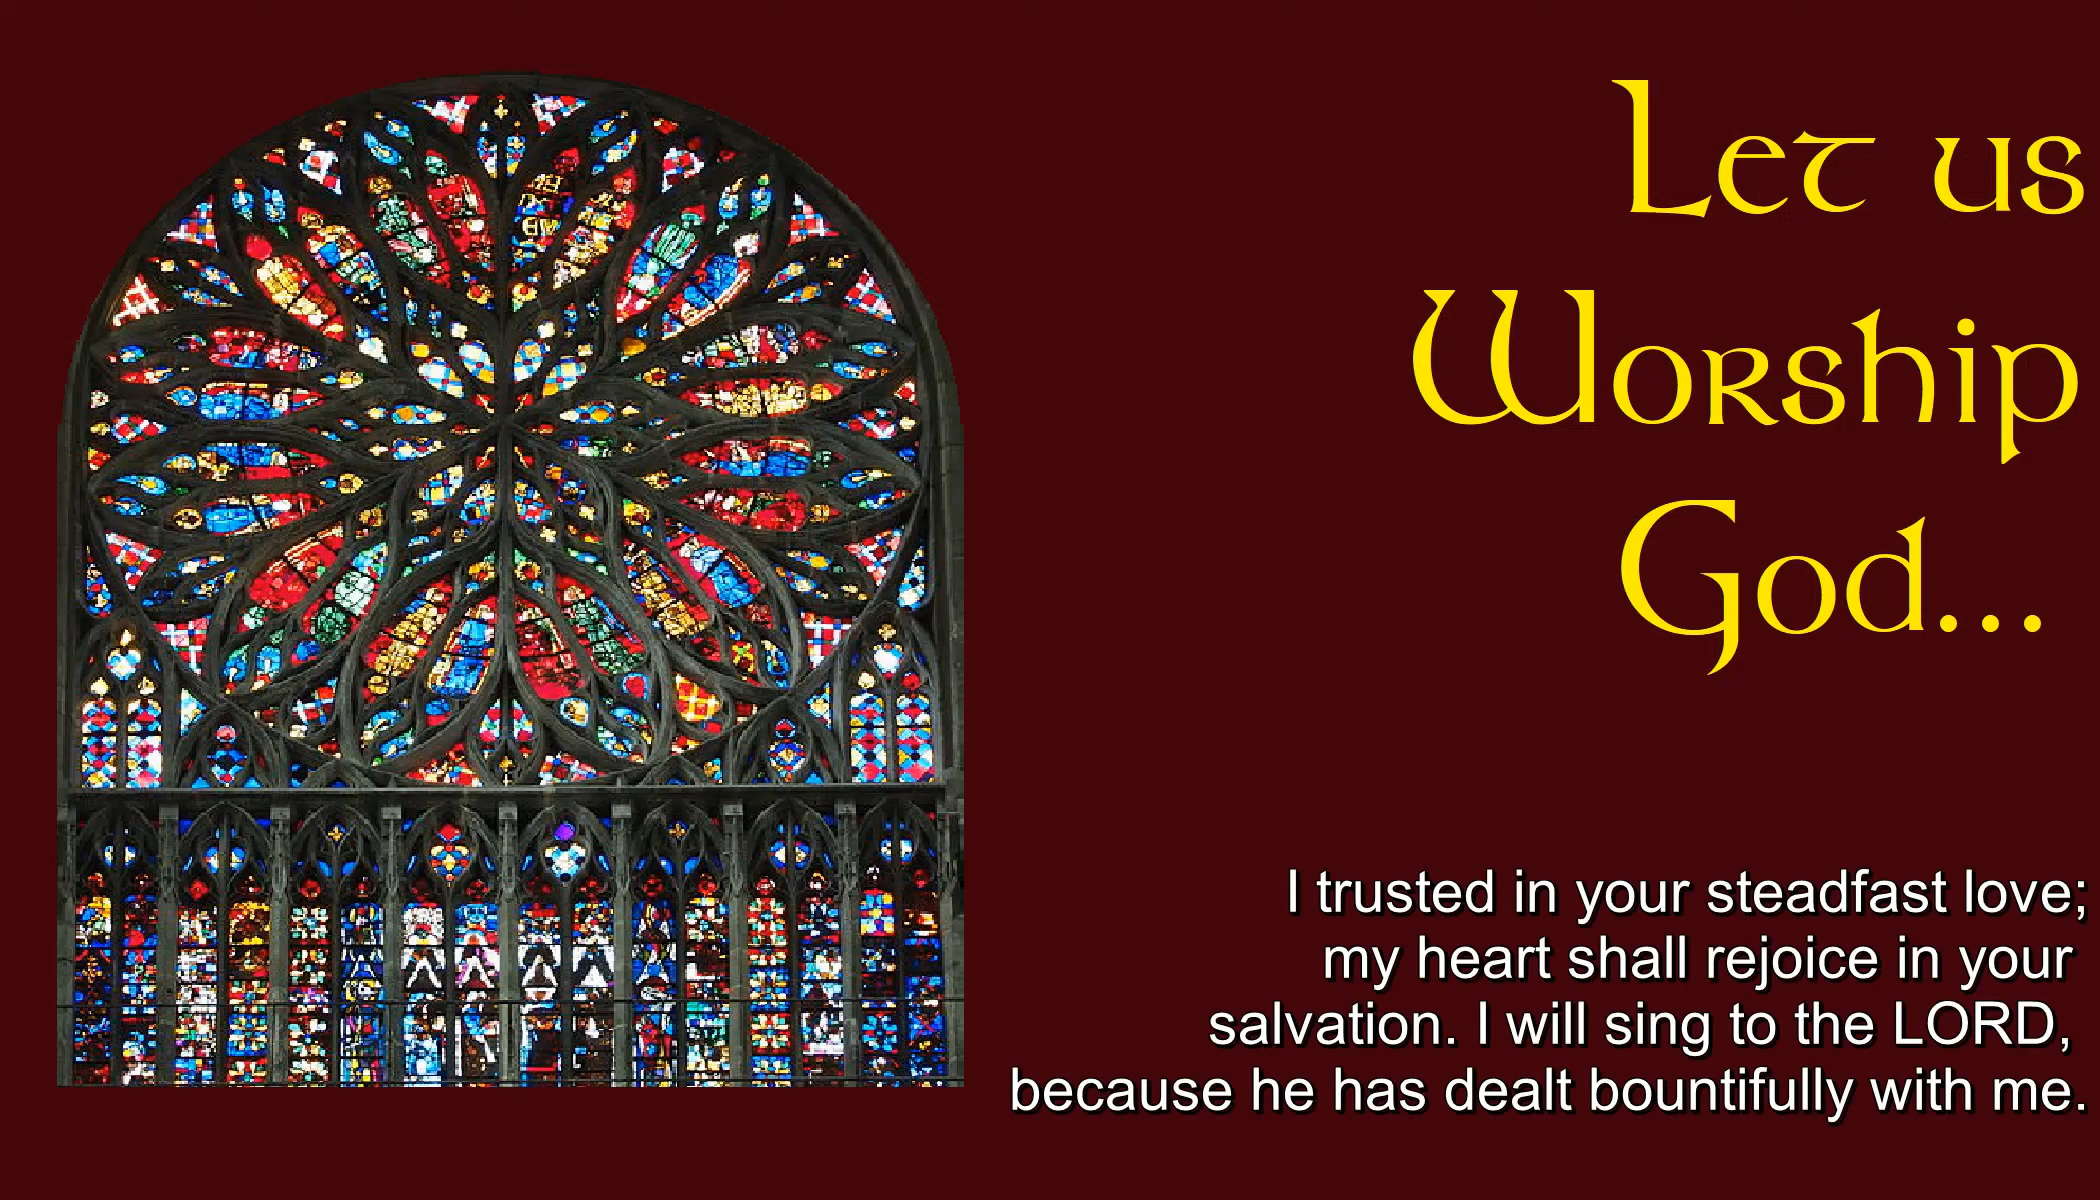 Let us
Worship
God...
I trusted in your steadfast love;
my heart shall rejoice in your
salvation. I will sing to the LORD,
because he has dealt bountifully with me.